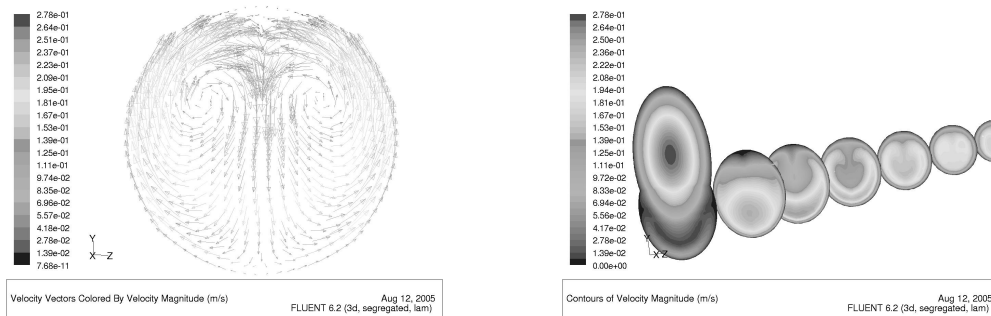 2.78e-01
2.64e-01
2.51e-01
2.37e-01
2.23e-01
2.09e-01
1.95e-01
1.81e-01
1.67e-01
1.53e-01
1.39e-01
1.25e-01
1.11e-01
9.74e-02
8.35e-02
6.96e-02
5.57e-02
4.18e-02
2.78e-02
1.39e-02
7.68e-11
Y
X
Z
Velocity Vectors Colored By Velocity Magnitude (m/s)
Aug 12, 2005
FLUENT 6.2 (3d, segregated, lam)
2.78e-01
2.64e-01
2.50e-01
2.36e-01
2.22e-01
2.08e-01
1.95e-01
1.81e-01
1.67e-01
1.53e-01
1.39e-01
1.25e-01
1.11e-01
9.72e-02
8.33e-02
6.94e-02
5.56e-02
4.17e-02
2.78e-02
1.39e-02
0.00e+00
Y
X Z
Contours of Velocity Magnitude (m/s)
Aug 12, 2005
FLUENT 6.2 (3d, segregated, lam)